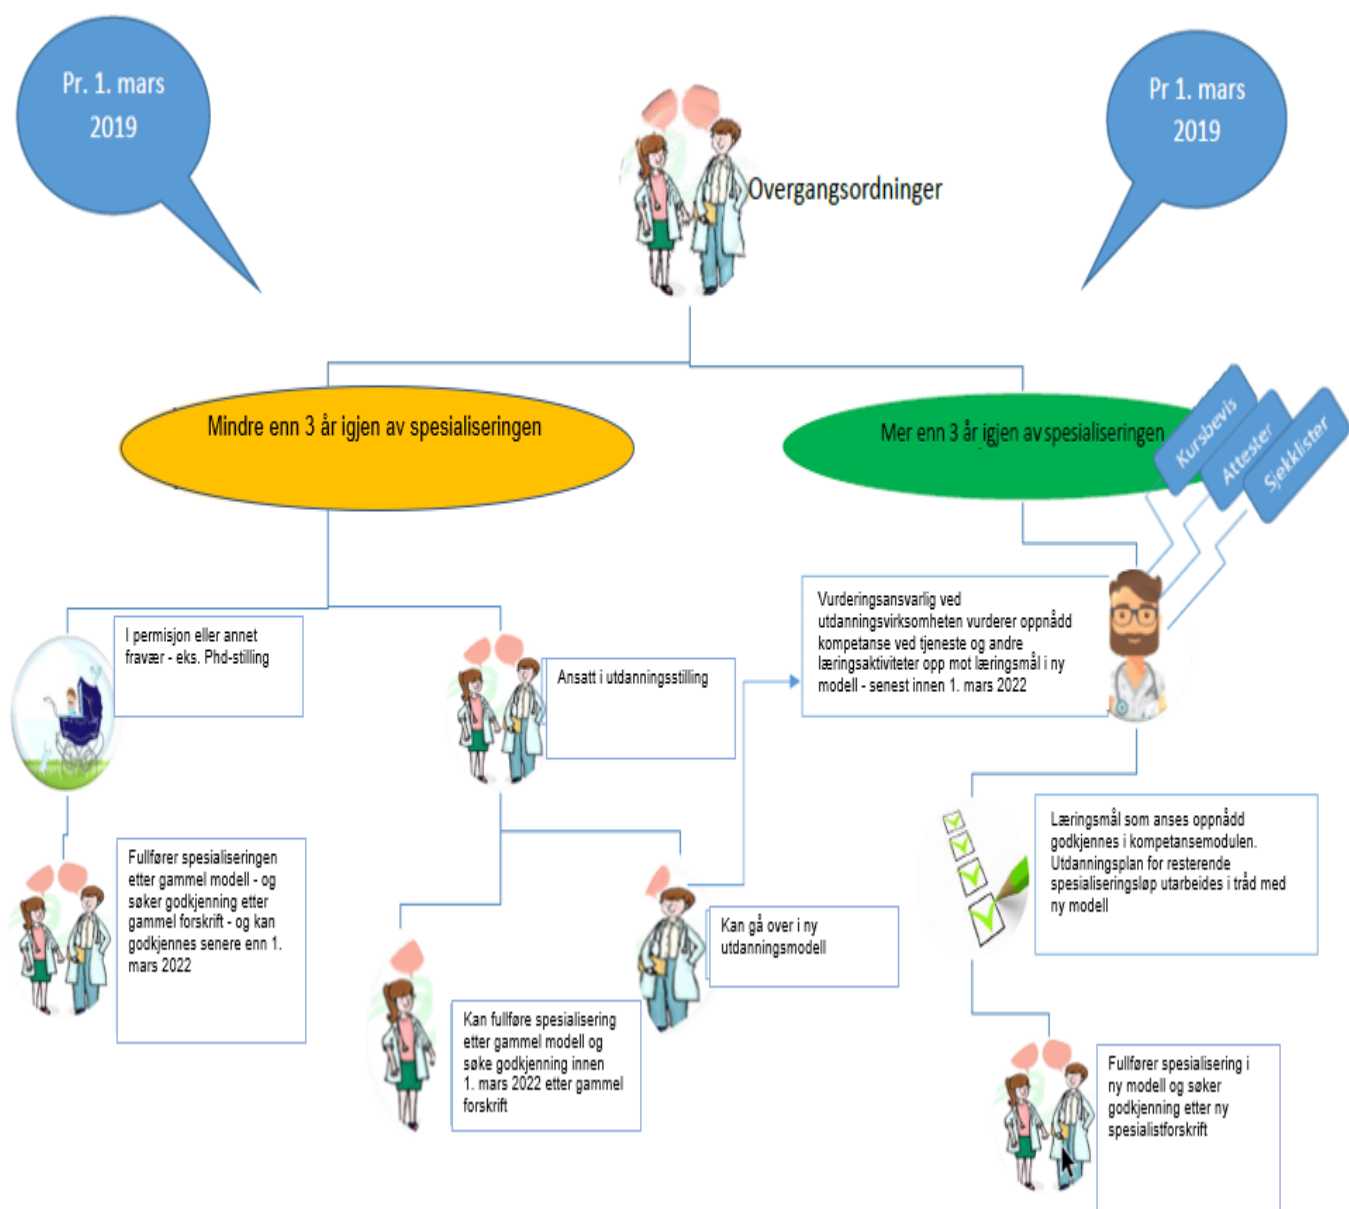 Pr. 1. mars
2019
Pr 1. mars
2019
Overgangsordninger
Mindre enn 3 år igjen av spesialiseringen
Mer enn 3 år igjen av spesialiseringen
Kursbevis
Attester
Sjekklister
I permisjon eller annet
fravær - eks. Phd-stilling
Ansatt i utdanningsstilling
Vurderingsansvarlig ved
utdanningsvirksomheten vurderer oppnådd
kompetanse ved tjeneste og andre
læringsaktiviteter opp mot læringsmål i ny
modell - senest innen 1. mars 2022
Fullfører spesialiseringen
etter gammel modell - og
søker godkjenning etter
gammel forskrift - og kan
godkjennes senere enn 1.
mars 2022
Kan fullføre spesialisering
etter gammel modell og
søke godkjenning innen
1. mars 2022 etter gammel
forskrift
Kan gå over i ny
utdanningsmodell
Læringsmål som anses oppnådd
godkjennes i kompetansemodulen.
Utdanningsplan for resterende
spesialiseringsløp utarbeides i tråd med
ny modell
Fullfører spesialisering i
ny modell og søker
godkjenning etter ny
spesialistforskrift